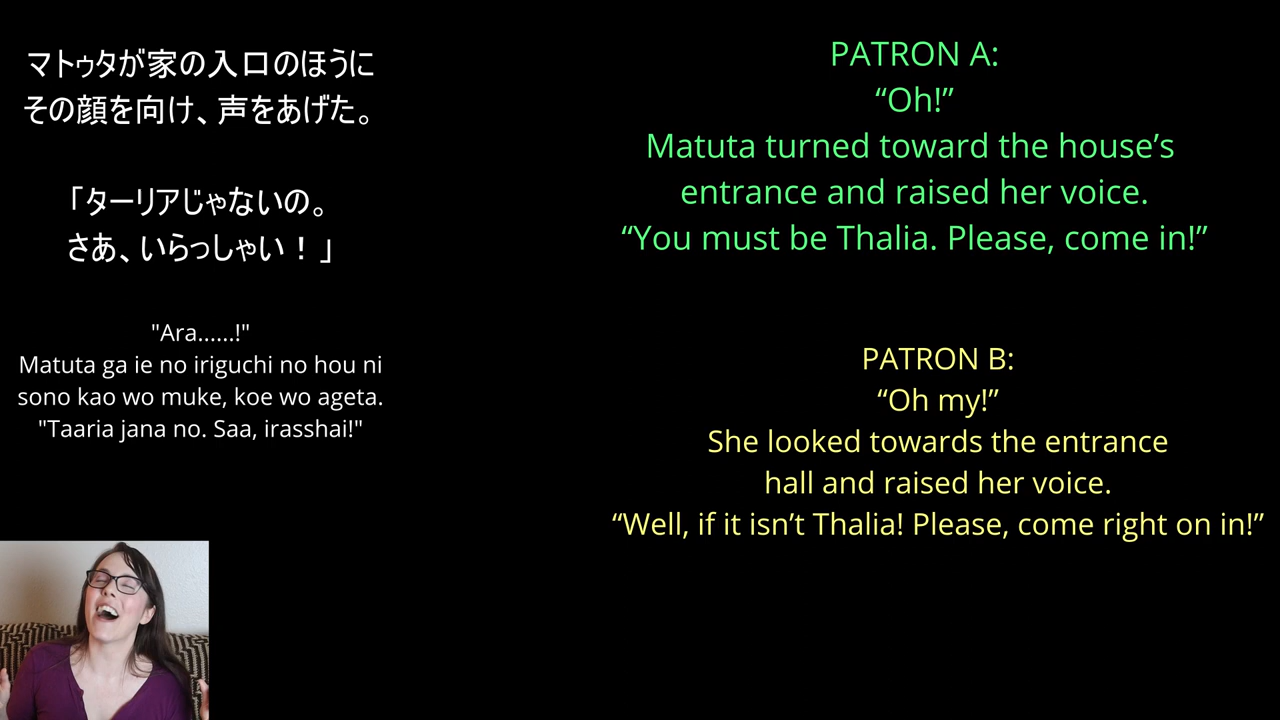 マトゥタが家の入口のほうに
その顔を向け、声をあげた。
「ターリアじゃないの。
さあ、いらっしゃい！」
"Ara......!"
Matuta ga ie no iriguchi no hou ni
sono kao wo muke, koe wo ageta.
"Taaria jana no. Saa, irasshai!"
PATRON A:
“Oh!”
Matuta turned toward the house’s
entrance and raised her voice.
“You must be Thalia. Please, come in!”
PATRON B:
“Oh my!”
She looked towards the entrance
hall and raised her voice.
“Well, if it isn’t Thalia! Please, come right on in!”